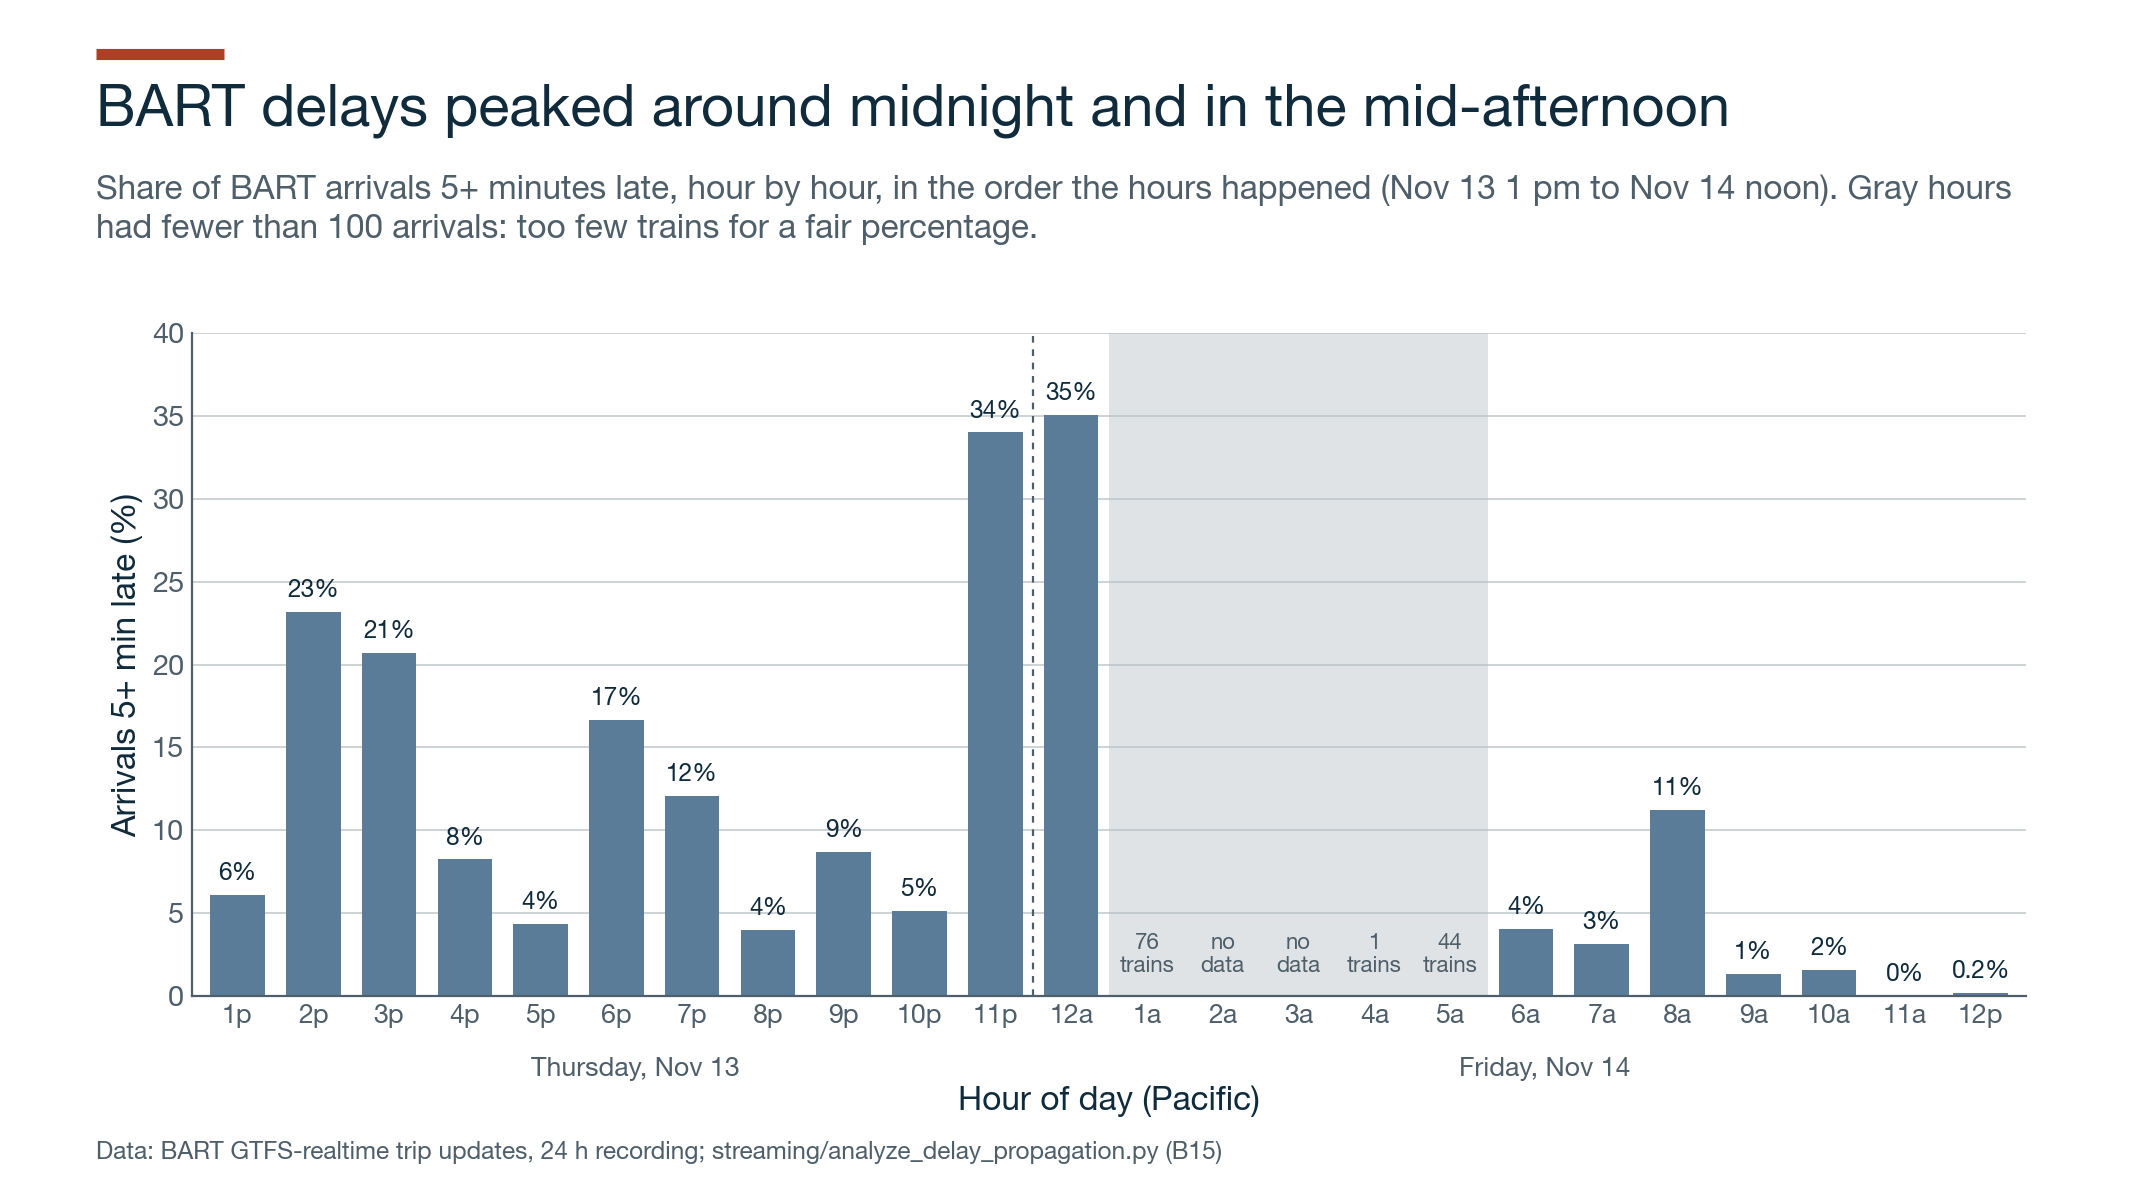 BART delays peaked around midnight and in the mid-afternoon
Share of BART arrivals 5+ minutes late, hour by hour, in the order the hours happened (Nov 13 1 pm to Nov 14 noon). Gray hours
had fewer than 100 arrivals: too few trains for a fair percentage.
Arrivals 5+ min late (%)
40
35
30
25
20
15
10
5
0
6%
23%
21%
8%
4%
17%
12%
4%
9%
5%
34%
35%
76
trains
no
data
no
data
1
trains
44
trains
4%
3%
11%
1%
2%
0%
0.2%
1p 2p 3p 4p 5p 6p 7p 8p 9p 10p 11p 12a 1a 2a 3a 4a 5a 6a 7a 8a 9a 10a 11a 12p
Thursday, Nov 13 Friday, Nov 14
Hour of day (Pacific)
Data: BART GTFS-realtime trip updates, 24 h recording; streaming/analyze_delay_propagation.py (B15)